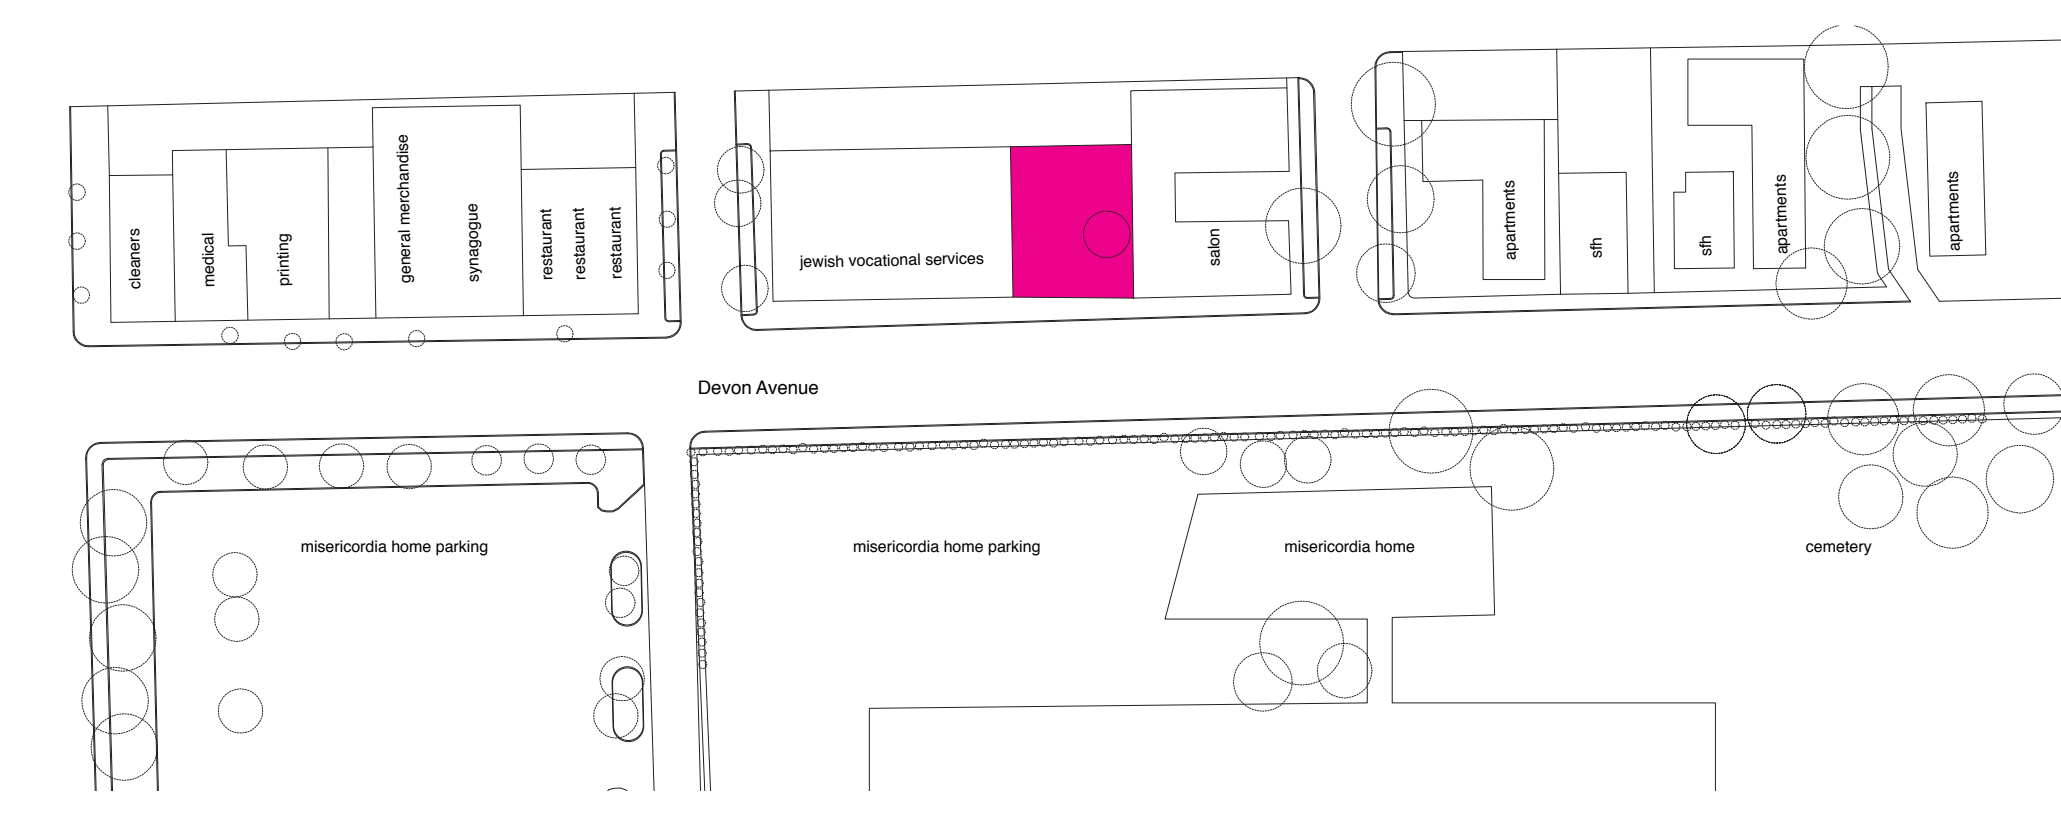 cleaners
medical
printing
general merchandise
synagogue
restaurant
restaurant
restaurant
jewish vocational services
salon
apartments
sfh
sfh
apartments
apartments
Devon Avenue
misericordia home parking
misericordia home parking
misericordia home
cemetery